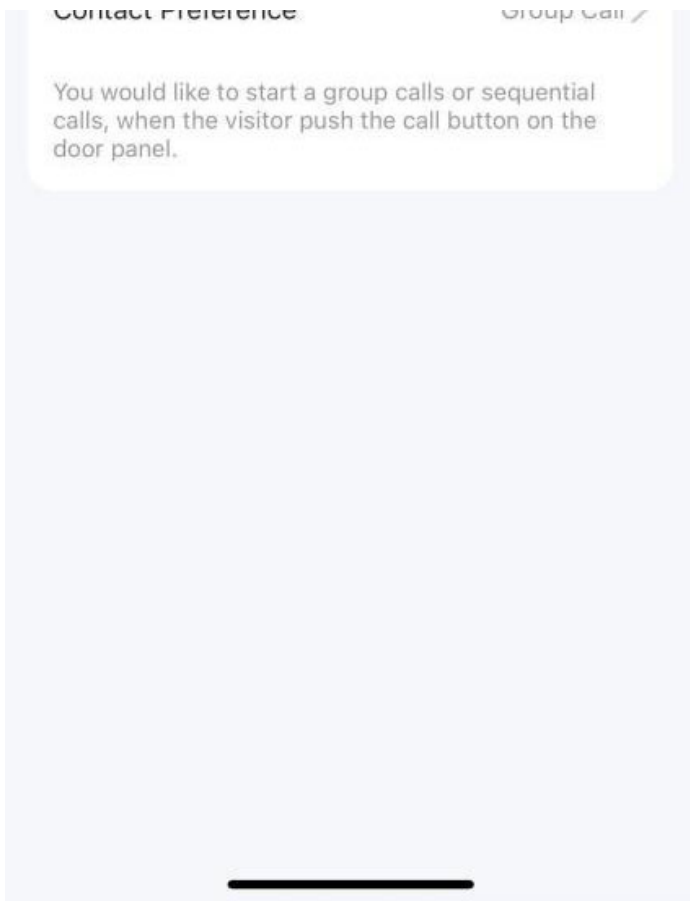 Contact Preference Group Call
You would like to start a group calls or sequential
calls, when the visitor push the call button on the
door panel.